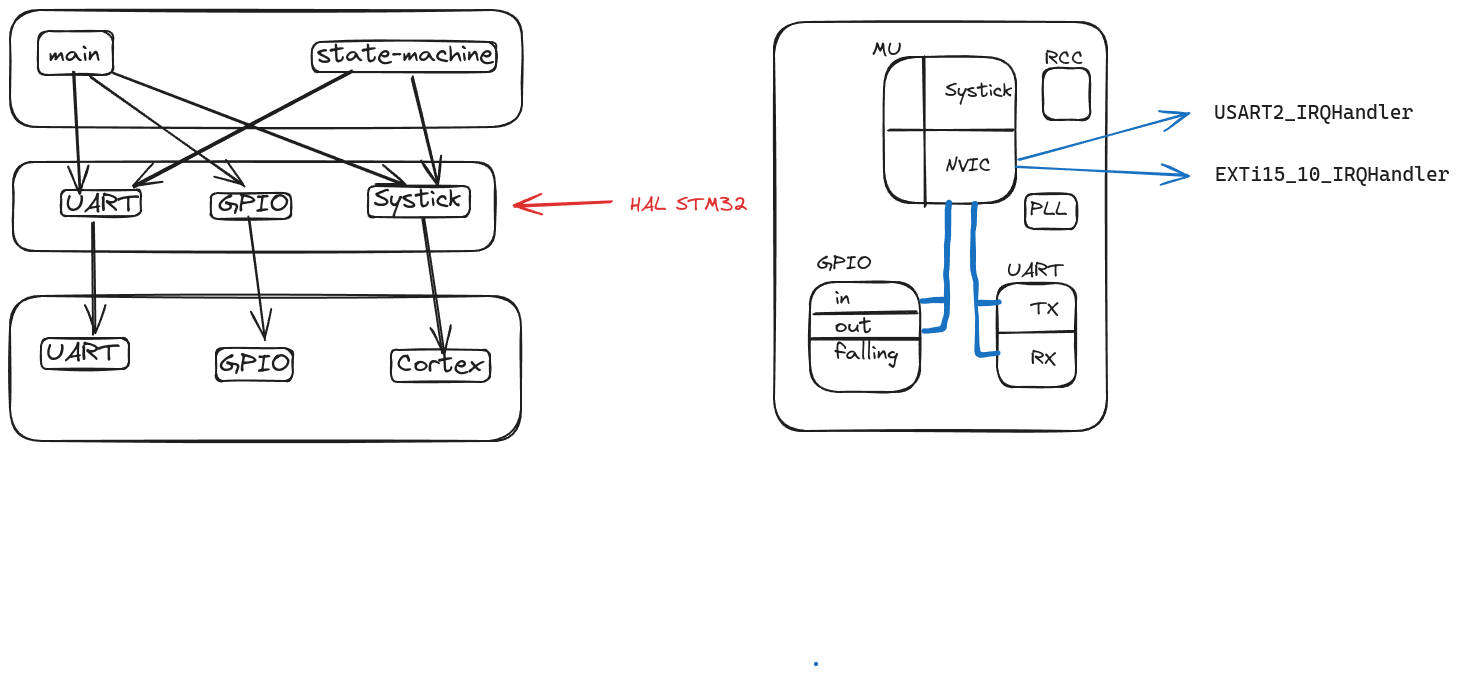 main
state-machine
UART
GPIO
Systick
HAL STM32
UART
GPIO
Cortex
MU
Systick
NVIC
RCC
PLL
USART2_IRQHandler
EXTi15_10_IRQHandler
GPIO
in
out
falling
UART
TX
RX